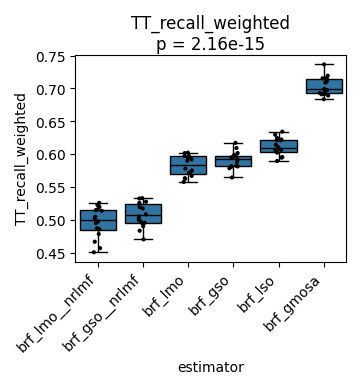 TT_recall_weighted
p = 2.16e-15
TT_recall_weighted
0.75
0.70
0.65
0.60
0.55
0.50
0.45
brf_lmo__nrlmf
brf_gso__nrlmf
brf_lmo
brf_gso
brf_lso
brf_gmosa
estimator